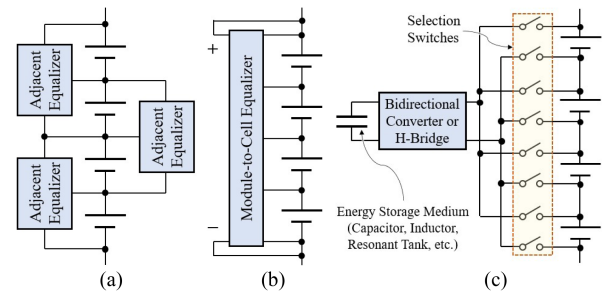 Adjacent
Equalizer
Adjacent
Equalizer
Adjacent
Equalizer
(a)
+
Module-to-Cell Equalizer
−
(b)
Selection
Switches
Bidirectional
Converter or
H-Bridge
Energy Storage Medium
(Capacitor, Inductor,
Resonant Tank, etc.)
(c)